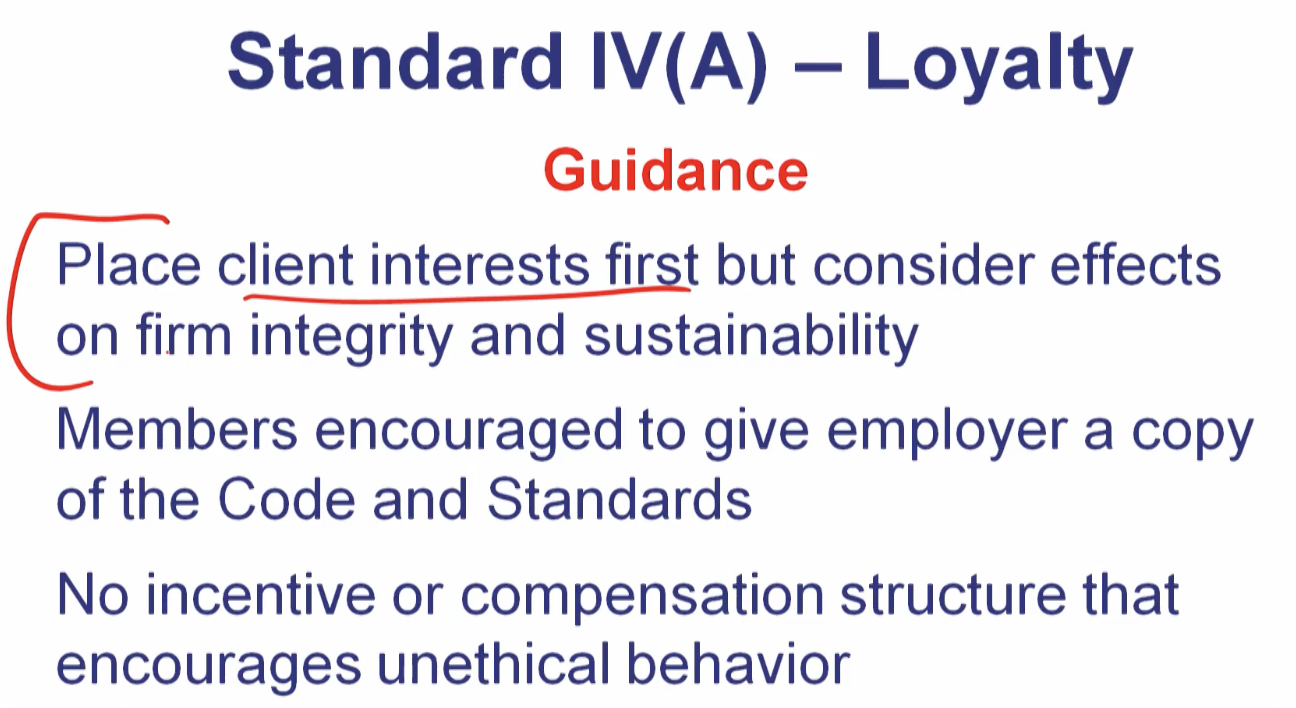 Standard IV(A) – Loyalty
Guidance
Place client interests first but consider effects
on firm integrity and sustainability
Members encouraged to give employer a copy
of the Code and Standards
No incentive or compensation structure that
encourages unethical behavior